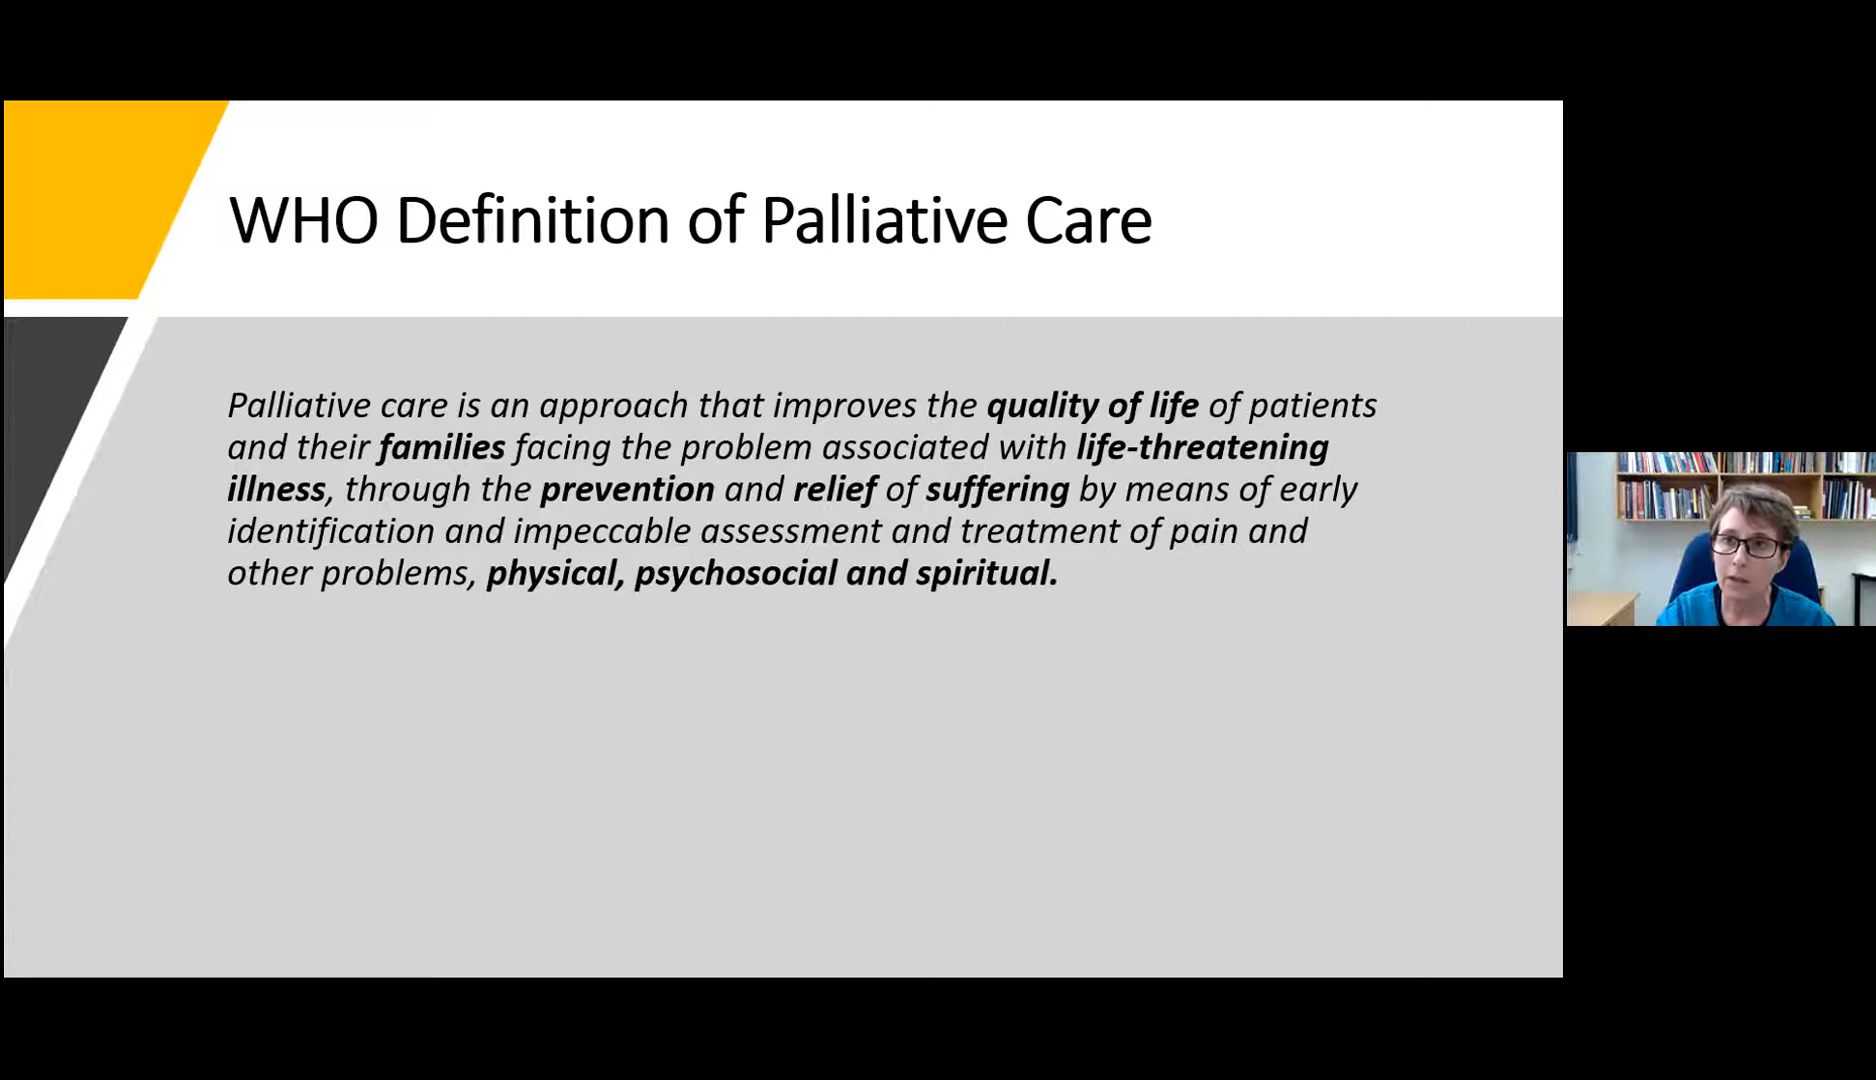 WHO Definition of Palliative Care
Palliative care is an approach that improves the quality of life of patients
and their families facing the problem associated with life-threatening
illness, through the prevention and relief of suffering by means of early
identification and impeccable assessment and treatment of pain and
other problems, physical, psychosocial and spiritual.